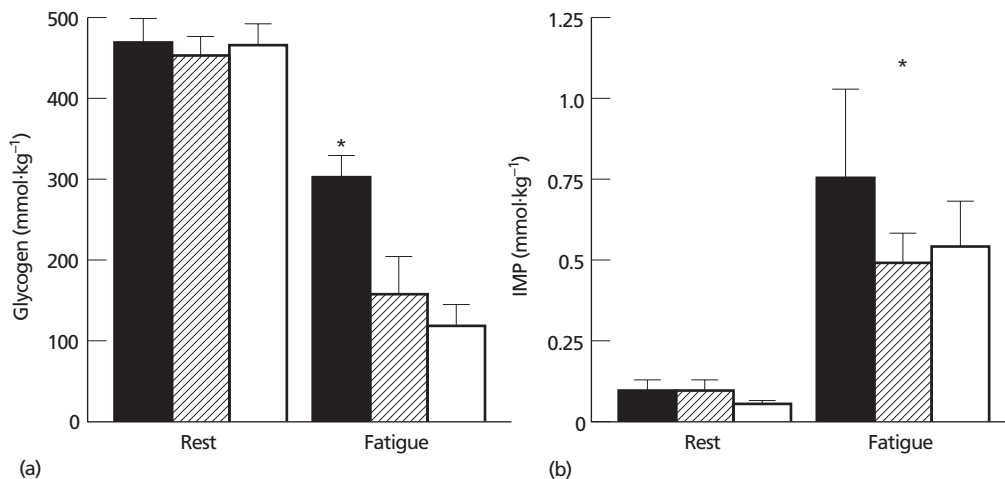 Glycogen (mmol·kg⁻¹)
500
400
300
200
100
0
*
Rest
Fatigue
(a)
IMP (mmol·kg⁻¹)
1.25
1.0
0.75
0.5
0.25
0
*
Rest
Fatigue
(b)